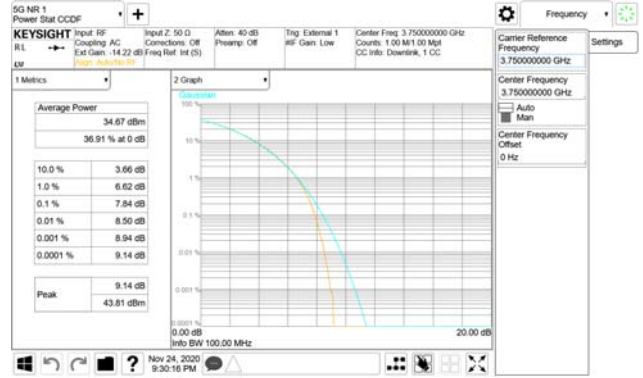 5G NR 1
Power Stat CCDF
Frequency
KEYSIGHT
RL
Input: RF
Coupling: AC
Ext Gain: -14.22 dB
Align: Auto/No RF
Input Z: 50 Ω
Corrections: Off
Freq Ref: Int (S)
Atten: 40 dB
Preamp: Off
Trig: External 1
#IF Gain: Low
Center Freq: 3.750000000 GHz
Counts: 1.00 M/1.00 Mpt
CC Info: Downlink, 1 CC
Carrier Reference
Frequency
3.750000000 GHz
Settings
Center Frequency
3.750000000 GHz
Auto
Man
Center Frequency
Offset
0 Hz
1 Metrics
Average Power
34.67 dBm
36.91 % at 0 dB
10.0 % 3.66 dB
1.0 % 6.62 dB
0.1 % 7.84 dB
0.01 % 8.50 dB
0.001 % 8.94 dB
0.0001 % 9.14 dB
Peak
9.14 dB
43.81 dBm
2 Graph
Gaussian
100 %
10 %
1 %
0.1 %
0.01 %
0.001 %
0.0001 %
0.00 dB
20.00 dB
Info BW 100.00 MHz
Nov 24, 2020
9:30:16 PM